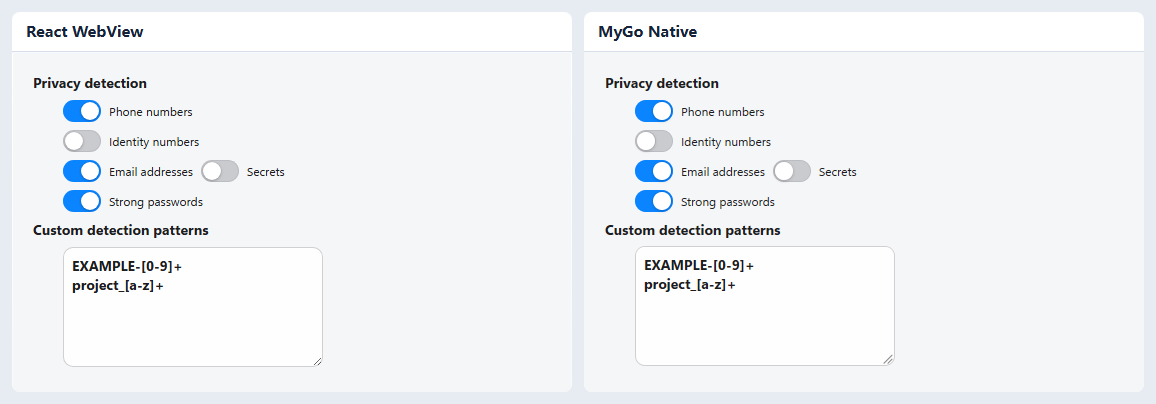 React WebView
Privacy detection
Phone numbers
Identity numbers
Email addresses Secrets
Strong passwords
Custom detection patterns
EXAMPLE-[0-9]+
project_[a-z]+
MyGo Native
Privacy detection
Phone numbers
Identity numbers
Email addresses Secrets
Strong passwords
Custom detection patterns
EXAMPLE-[0-9]+
project_[a-z]+